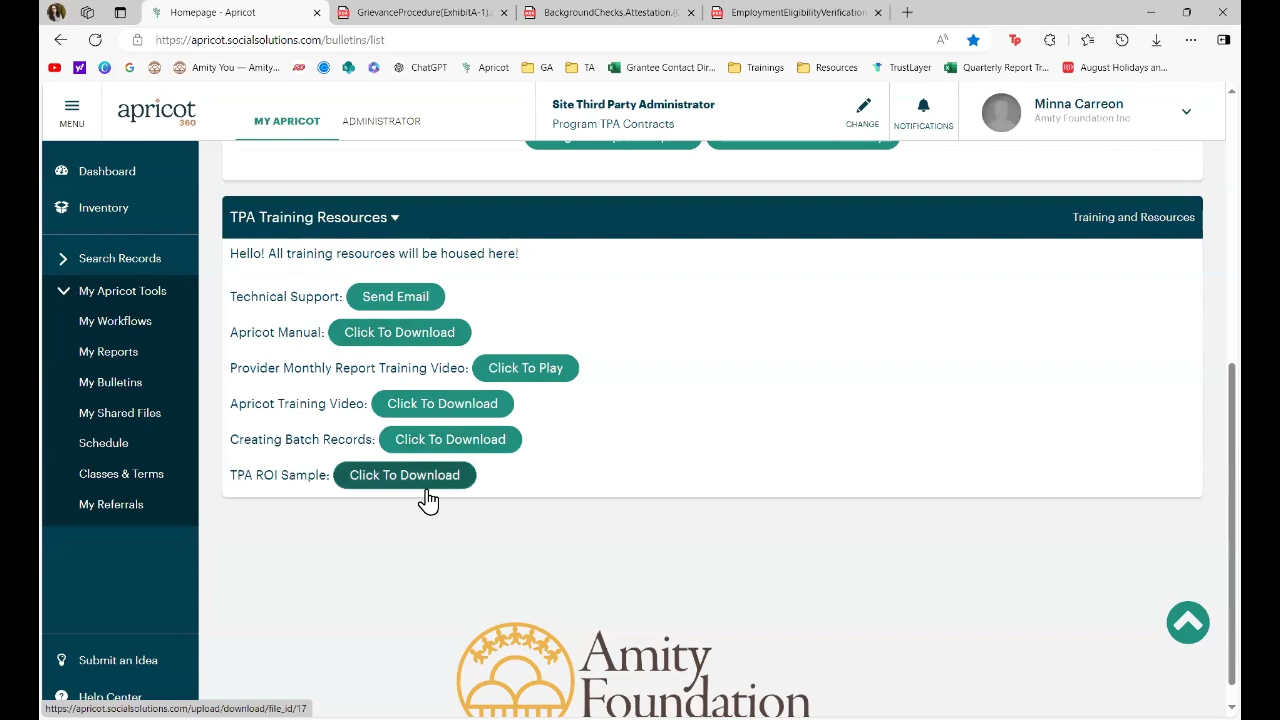 Homepage - Apricot
GrievanceProcedure(ExhibitA-1).
BackgroundChecks,Attestation.(
EmploymentEligibilityVerification
https://apricot.socialsolutions.com/bulletins/list
Amity You — Amity...
ChatGPT
Apricot
GA
TA
Grantee Contact Dir...
Trainings
Resources
TrustLayer
Quarterly Report Tr...
August Holidays an...
MENU
apricot
360
MY APRICOT
ADMINISTRATOR
Site Third Party Administrator
Program TPA Contracts
CHANGE
NOTIFICATIONS
Minna Carreon
Amity Foundation Inc
Dashboard
Inventory
Search Records
My Apricot Tools
My Workflows
My Reports
My Bulletins
My Shared Files
Schedule
Classes & Terms
My Referrals
Submit an Idea
Help Center
TPA Training Resources
Training and Resources
Hello! All training resources will be housed here!
Technical Support: Send Email
Apricot Manual: Click To Download
Provider Monthly Report Training Video: Click To Play
Apricot Training Video: Click To Download
Creating Batch Records: Click To Download
TPA ROI Sample: Click To Download
Amity
Foundation
https://apricot.socialsolutions.com/upload/download/file_id/17